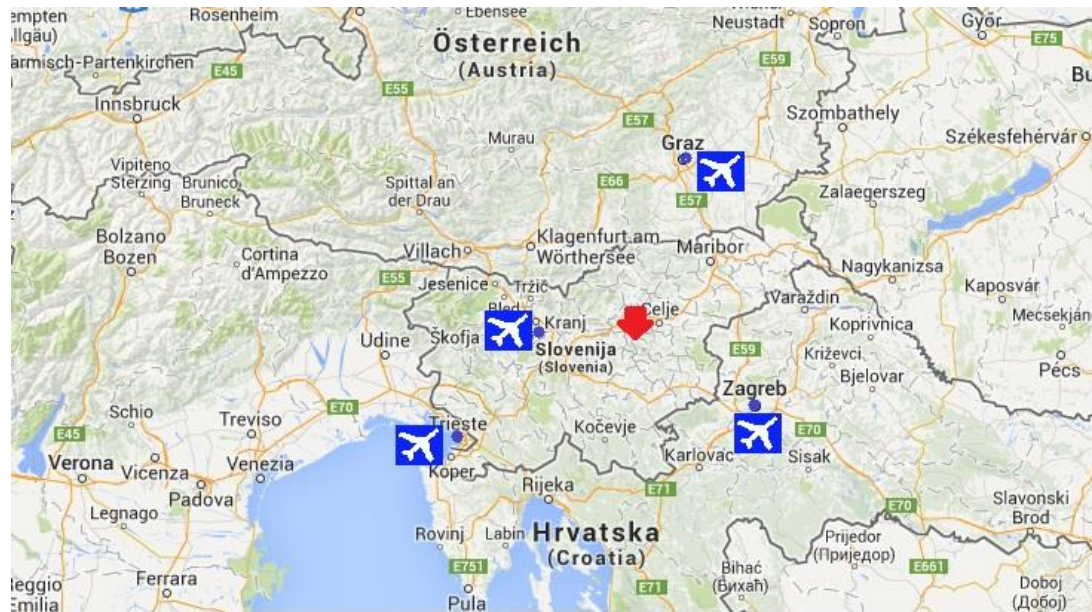 empten
llgäu)
Rosenheim
Ebensee
Neustadt
Sopron
Győr
E75
Österreich
(Austria)
armisch-Partenkirchen
E45
E55
E59
Bu
Innsbruck
Szombathely
E57
Murau
Graz
Székesfehérvár
Vipiteno
Sterzing
Brunico
Bruneck
Spittal an
der Drau
E66
E57
Zalaegerszeg
Bolzano
Bozen
Cortina
d'Ampezzo
Villach
Klagenfurt am
Wörthersee
Maribor
Nagykanizsa
E55
Jesenice
Tržič
Bled
Kranj
Celje
Varaždin
Kaposvár
Mecsekján
Udine
Škofja
Slovenija
(Slovenia)
Koprivnica
E59
Križevci
Bjelovar
Pécs
Zagreb
Schio
Treviso
E70
Trieste
Kočevje
E70
E45
Verona
Vicenza
Venezia
Koper
Karlovac
Sisak
Padova
Rijeka
E71
E70
Slavonski
Brod
Legnago
Rovinj
Labin
Hrvatska
(Croatia)
Prijedor
(Приједор)
E751
Bihać
(Бихаћ)
E661
Doboj
(Добој)
Ferrara
E71
Reggio
Emilia
Pula